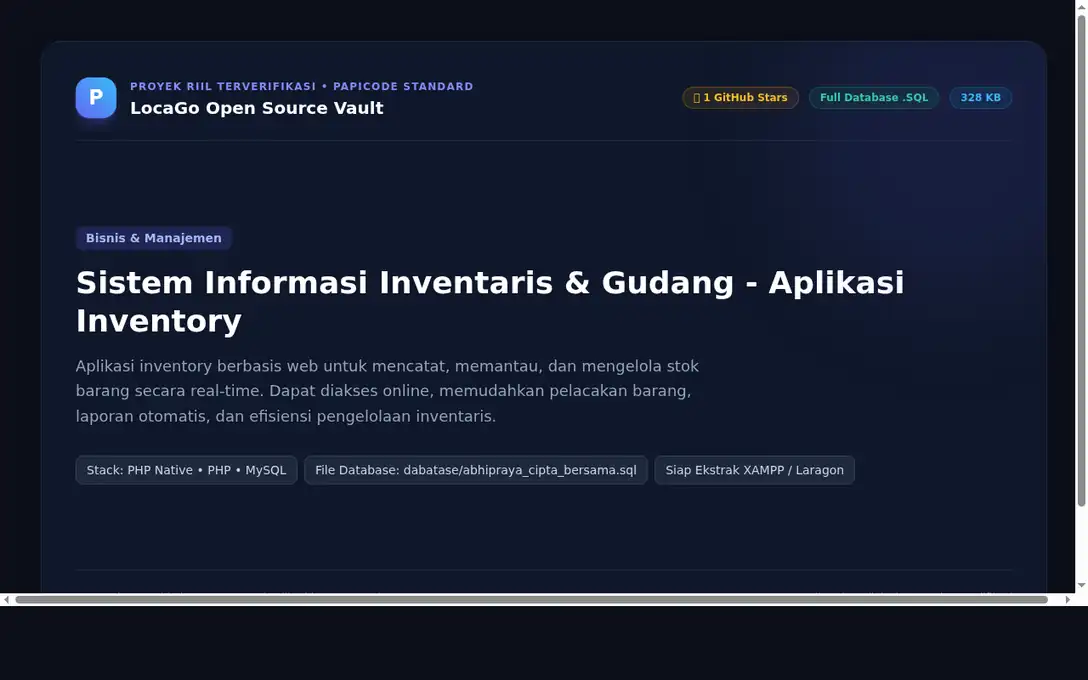 P
PROYEK RIIL TERVERIFIKASI • PAPICODE STANDARD
LocaGo Open Source Vault
1 GitHub Stars
Full Database .SQL
328 KB
Bisnis & Manajemen
Sistem Informasi Inventaris & Gudang - Aplikasi
Inventory
Aplikasi inventory berbasis web untuk mencatat, memantau, dan mengelola stok
barang secara real-time. Dapat diakses online, memudahkan pelacakan barang,
laporan otomatis, dan efisiensi pengelolaan inventaris.
Stack: PHP Native • PHP • MySQL
File Database: dabatase/abhipraya_cipta_bersama.sql
Siap Ekstrak XAMPP / Laragon